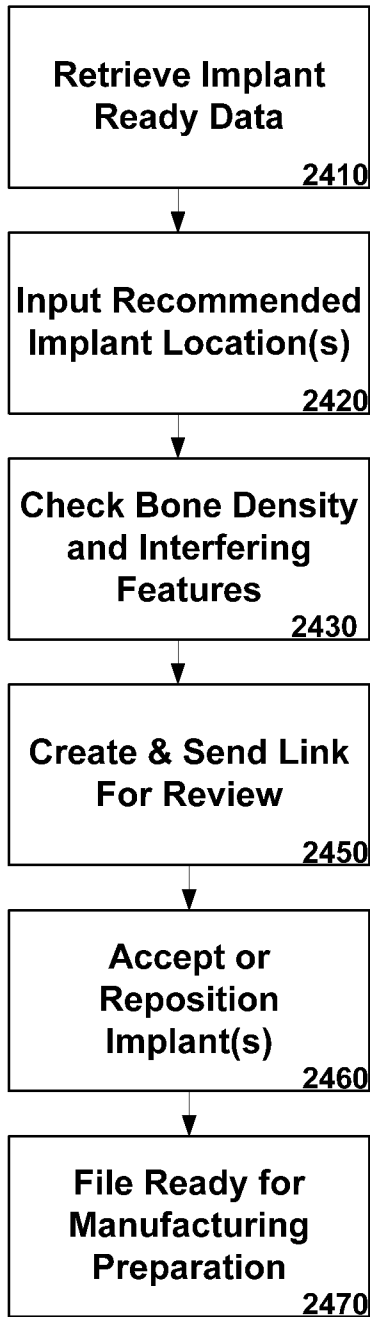 Retrieve Implant
Ready Data
2410
Input Recommended
Implant Location(s)
2420
Check Bone Density
and Interfering
Features
2430
Create & Send Link
For Review
2450
Accept or
Reposition
Implant(s)
2460
File Ready for
Manufacturing
Preparation
2470